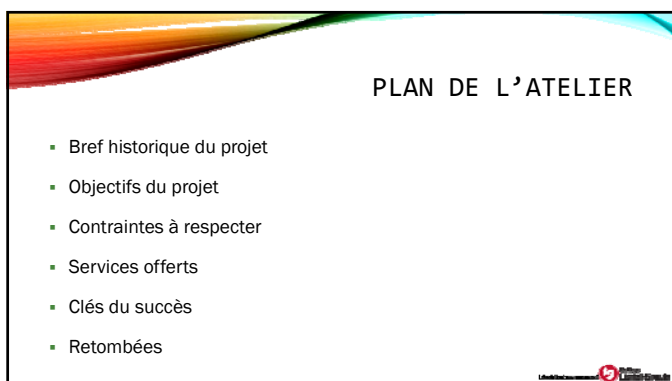 PLAN DE L’ATELIER
Bref historique du projet
Objectifs du projet
Contraintes à respecter
Services offerts
Clés du succès
Retombées